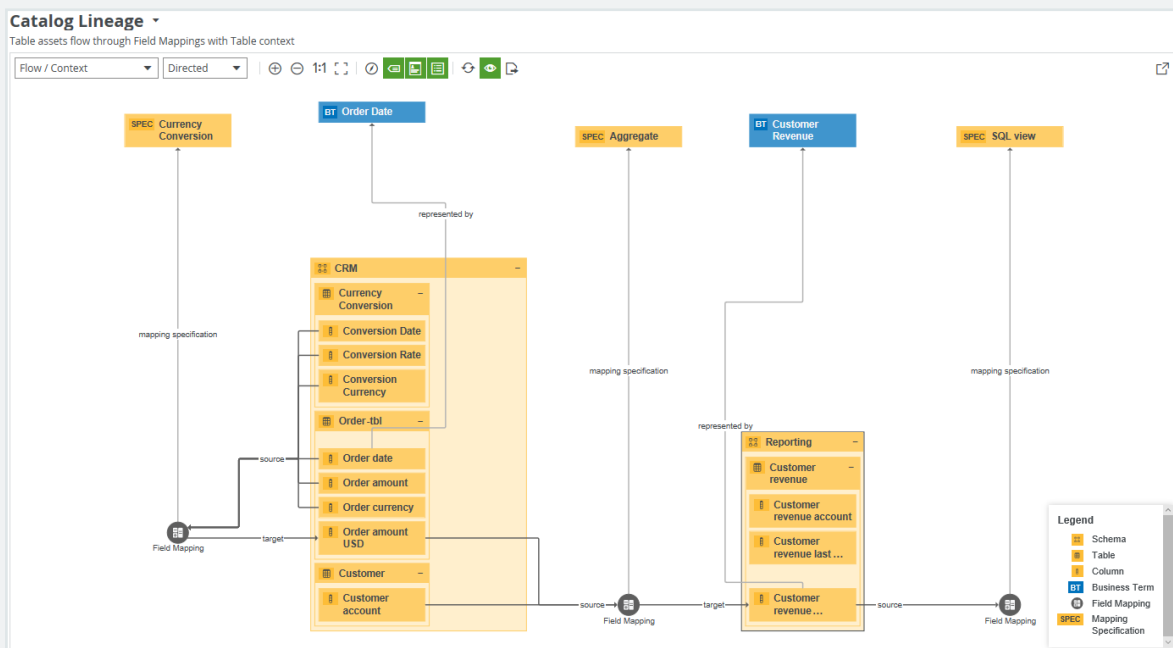 Catalog Lineage
Table assets flow through Field Mappings with Table context
Flow / Context
Directed
1:1
SPEC Currency
Conversion
BT Order Date
SPEC Aggregate
BT Customer
Revenue
SPEC SQL view
represented by
CRM
Currency
Conversion
Conversion Date
Conversion Rate
Conversion
Currency
mapping specification
mapping specification
mapping specification
Order-tbl
represented by
Order date
source
Order amount
Order currency
Order amount
USD
Field Mapping
target
Customer
Customer
account
Reporting
Customer
revenue
Customer
revenue account
Customer
revenue last ...
Customer
revenue ...
source
Field Mapping
target
source
Field Mapping
Legend
Schema
Table
Column
BT Business Term
Field Mapping
SPEC Mapping
Specification